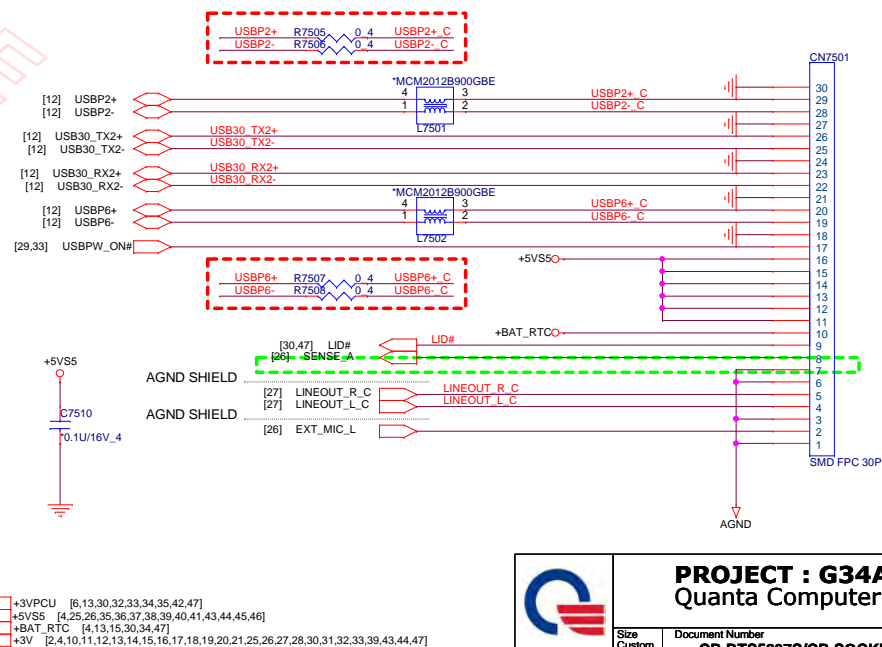 USBP2+ R7505 0_4 USBP2+_C
USBP2- R7506 0_4 USBP2-_C
CN7501
*MCM2012B900GBE
4 3
1 2
L7501
[12] USBP2+ USBP2+_C
[12] USBP2- USBP2-_C
[12] USB30_TX2+ USB30_TX2+
[12] USB30_TX2- USB30_TX2-
[12] USB30_RX2+ USB30_RX2+
[12] USB30_RX2- USB30_RX2-
*MCM2012B900GBE
4 3
1 2
L7502
[12] USBP6+ USBP6+_C
[12] USBP6- USBP6-_C
[29,33] USBPW_ON#
+5VS5
USBP6+ R7507 0_4 USBP6+_C
USBP6- R7508 0_4 USBP6-_C
+BAT_RTC
[30,47] LID# LID#
[26] SENSE_A
30
29
28
27
26
25
24
23
22
21
20
19
18
17
16
15
14
13
12
11
10
9
8
7
6
5
4
3
2
1
SMD FPC 30P
+5VS5
C7510
*0.1U/16V_4
AGND SHIELD
[27] LINEOUT_R_C LINEOUT_R_C
[27] LINEOUT_L_C LINEOUT_L_C
AGND SHIELD
[26] EXT_MIC_L
AGND
+3VPCU [6,13,30,32,33,34,35,42,47]
+5VS5 [4,25,26,35,36,37,38,39,40,41,43,44,45,46]
+BAT_RTC [4,13,15,30,34,47]
+3V [2,4,10,11,12,13,14,15,16,17,18,19,20,21,25,26,27,28,30,31,32,33,39,43,44,47]
PROJECT : G34A
Quanta Computer
Size
Custom
Document Number